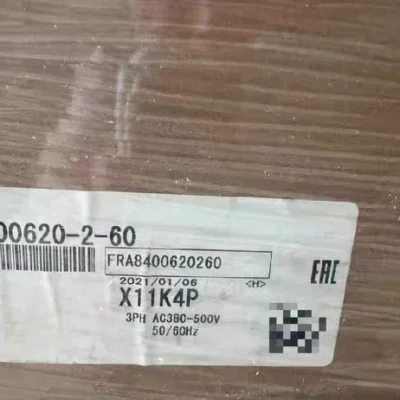 00620-2-60
FRA8400620260
2021/01/06 <H>
X11K4P
3PH AC380-500V
50/60Hz
EAC